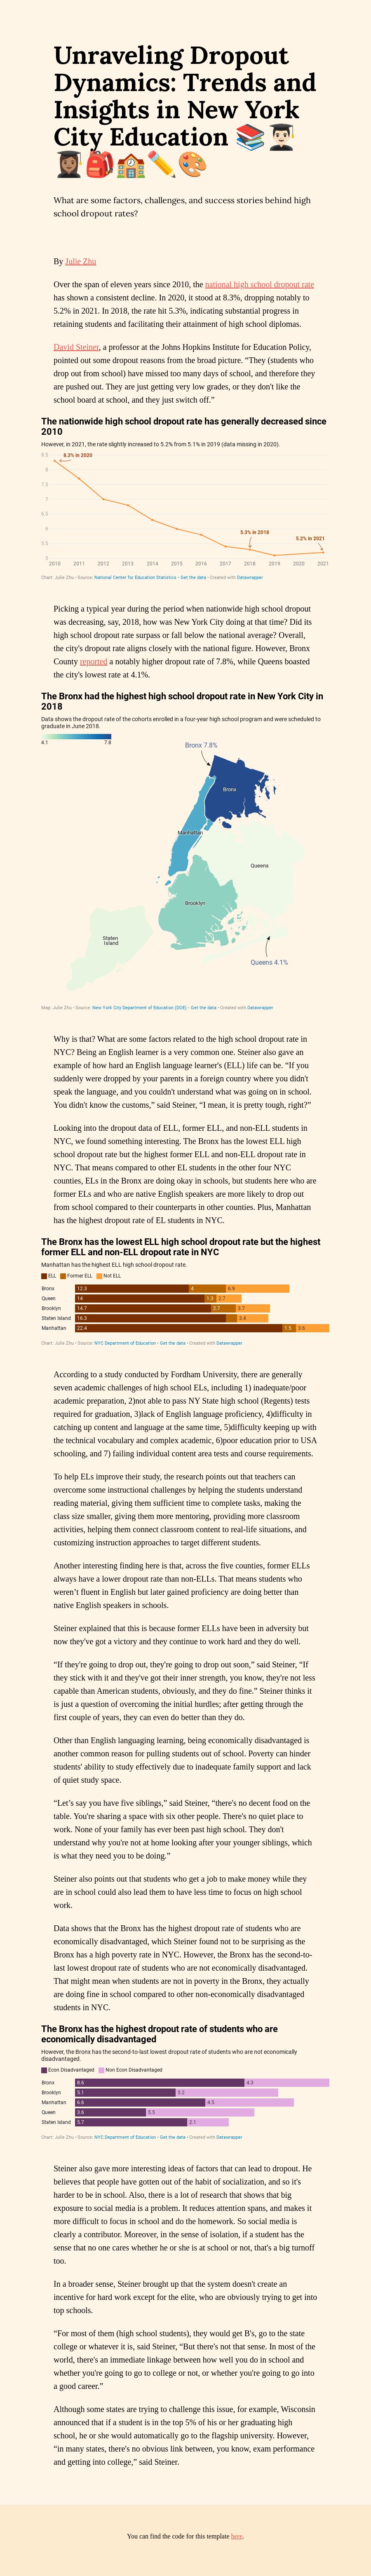 Unraveling Dropout
Dynamics: Trends and
Insights in New York
City Education 📚👨🏻‍🎓
👩🏽‍🎓🎒🏫✏️🎨
What are some factors, challenges, and success stories behind high
school dropout rates?
By Julie Zhu
Over the span of eleven years since 2010, the national high school dropout rate
has shown a consistent decline. In 2020, it stood at 8.3%, dropping notably to
5.2% in 2021. In 2018, the rate hit 5.3%, indicating substantial progress in
retaining students and facilitating their attainment of high school diplomas.
David Steiner, a professor at the Johns Hopkins Institute for Education Policy,
pointed out some dropout reasons from the broad picture. “They (students who
drop out from school) have missed too many days of school, and therefore they
are pushed out. They are just getting very low grades, or they don't like the
school board at school, and they just switch off.”
The nationwide high school dropout rate has generally decreased since
2010
However, in 2021, the rate slightly increased to 5.2% from 5.1% in 2019 (data missing in 2020).
8.5
8.3% in 2020
8
7.5
7
6.5
6
5.5
5.3% in 2018
5.2% in 2021
5
2010 2011 2012 2013 2014 2015 2016 2017 2018 2019 2020 2021
Chart: Julie Zhu • Source: National Center for Education Statistics • Get the data • Created with Datawrapper
Picking a typical year during the period when nationwide high school dropout
was decreasing, say, 2018, how was New York City doing at that time? Did its
high school dropout rate surpass or fall below the national average? Overall,
the city's dropout rate aligns closely with the national figure. However, Bronx
County reported a notably higher dropout rate of 7.8%, while Queens boasted
the city's lowest rate at 4.1%.
The Bronx had the highest high school dropout rate in New York City in
2018
Data shows the dropout rate of the cohorts enrolled in a four-year high school program and were scheduled to
graduate in June 2018.
4.1 7.8
Bronx 7.8%
Bronx
Manhattan
Queens
Brooklyn
Staten
Island
Queens 4.1%
Map: Julie Zhu • Source: New York City Department of Education (DOE) • Get the data • Created with Datawrapper
Why is that? What are some factors related to the high school dropout rate in
NYC? Being an English learner is a very common one. Steiner also gave an
example of how hard an English language learner's (ELL) life can be. “If you
suddenly were dropped by your parents in a foreign country where you didn't
speak the language, and you couldn't understand what was going on in school.
You didn't know the customs,” said Steiner, “I mean, it is pretty tough, right?”
Looking into the dropout data of ELL, former ELL, and non-ELL students in
NYC, we found something interesting. The Bronx has the lowest ELL high
school dropout rate but the highest former ELL and non-ELL dropout rate in
NYC. That means compared to other EL students in the other four NYC
counties, ELs in the Bronx are doing okay in schools, but students here who are
former ELs and who are native English speakers are more likely to drop out
from school compared to their counterparts in other counties. Plus, Manhattan
has the highest dropout rate of EL students in NYC.
The Bronx has the lowest ELL high school dropout rate but the highest
former ELL and non-ELL dropout rate in NYC
Manhattan has the highest ELL high school dropout rate.
ELL Former ELL Not ELL
Bronx 12.3 4 6.9
Queen 14 1.3 2.7
Brooklyn 14.7 2.7 3.7
Staten Island 16.3 3.4
Manhattan 22.4 1.5 3.6
Chart: Julie Zhu • Source: NYC Department of Education • Get the data • Created with Datawrapper
According to a study conducted by Fordham University, there are generally
seven academic challenges of high school ELs, including 1) inadequate/poor
academic preparation, 2)not able to pass NY State high school (Regents) tests
required for graduation, 3)lack of English language proficiency, 4)difficulty in
catching up on content and language at the same time, 5)difficulty keeping up with
the technical vocabulary and complex academic, 6)poor education prior to USA
schooling, and 7) failing individual content area tests and course requirements.
To help ELs improve their study, the research points out that teachers can
overcome some instructional challenges by helping the students understand
reading material, giving them sufficient time to complete tasks, making the
class size smaller, giving them more mentoring, providing more classroom
activities, helping them connect classroom content to real-life situations, and
customizing instruction approaches to target different students.
Another interesting finding here is that, across the five counties, former ELs
always have a lower dropout rate than non-ELs. That means students who
weren’t fluent in English but later gained proficiency are doing better than
native English speakers in schools.
Steiner explained that this is because former ELs have been in adversity but
now they've got a victory and they continue to work hard and they do well.
“If they're going to drop out, they're going to drop out soon,” said Steiner, “If
they stick with it and they've got their inner strength, you know, they're not less
capable than American students, obviously, and they do fine.” Steiner thinks it
is just a question of overcoming the initial hurdles; after getting through the
first couple of years, they can even do better than they do.
Other than English languaging learning, being economically disadvantaged is
another common reason for pulling students out of school. Poverty can hinder
students' ability to study effectively due to inadequate family support and lack
of quiet study space.
“Let’s say you have five siblings,” said Steiner, “there's no decent food on the
table. You're sharing a space with six other people. There's no quiet place to
work. None of your family has ever been past high school. They don't
understand why you're not at home looking after your younger siblings, which
is what they need you to be doing.”
Steiner also points out that students who get a job to make money while they
are in school could also lead them to have less time to focus on high school
work.
Data shows that the Bronx has the highest dropout rate of students who are
economically disadvantaged, which Steiner found not to be surprising as the
Bronx has a high poverty rate in NYC. However, the Bronx has the second-to-
last lowest dropout rate of students who are not economically disadvantaged.
That might mean when students are not in poverty in the Bronx, they actually
are doing fine in school compared to other non-economically disadvantaged
students in NYC.
The Bronx has the highest dropout rate of students who are
economically disadvantaged
However, the Bronx has the second-to-last lowest dropout rate of students who are not economically
disadvantaged.
Econ Disadvantaged Non Econ Disadvantaged
Bronx 8.6 4.3
Brooklyn 5.1 5.2
Manhattan 6.6 4.5
Queen 3.6 5.5
Staten Island 5.7 2.1
Chart: Julie Zhu • Source: NYC Department of Education • Get the data • Created with Datawrapper
Steiner also gave more interesting ideas of factors that can lead to dropout. He
believes that people have gotten out of the habit of socialization, and so it's
harder to be in school. Also, there is a lot of research that shows that big
exposure to social media is a problem. It reduces attention spans, and makes it
more difficult to focus in school and do the homework. So social media is
clearly a contributor. Moreover, in the sense of isolation, if a student has the
sense that no one cares whether he or she is at school or not, that's a big turnoff
too.
In a broader sense, Steiner brought up that the system doesn't create an
incentive for hard work except for the elite, who are obviously trying to get into
top schools.
“For most of them (high school students), they would get B's, go to the state
college or whatever it is, said Steiner, “But there's not that sense. In most of the
world, there's an immediate linkage between how well you do in school and
whether you're going to go to college or not, or whether you're going to go into
a good career.”
Although some states are trying to challenge this issue, for example, Wisconsin
announced that if a student is in the top 5% of his or her graduating high
school, he or she would automatically go to the flagship university. However,
“in many states, there's no obvious link between, you know, exam performance
and getting into college,” said Steiner.
You can find the code for this template here.